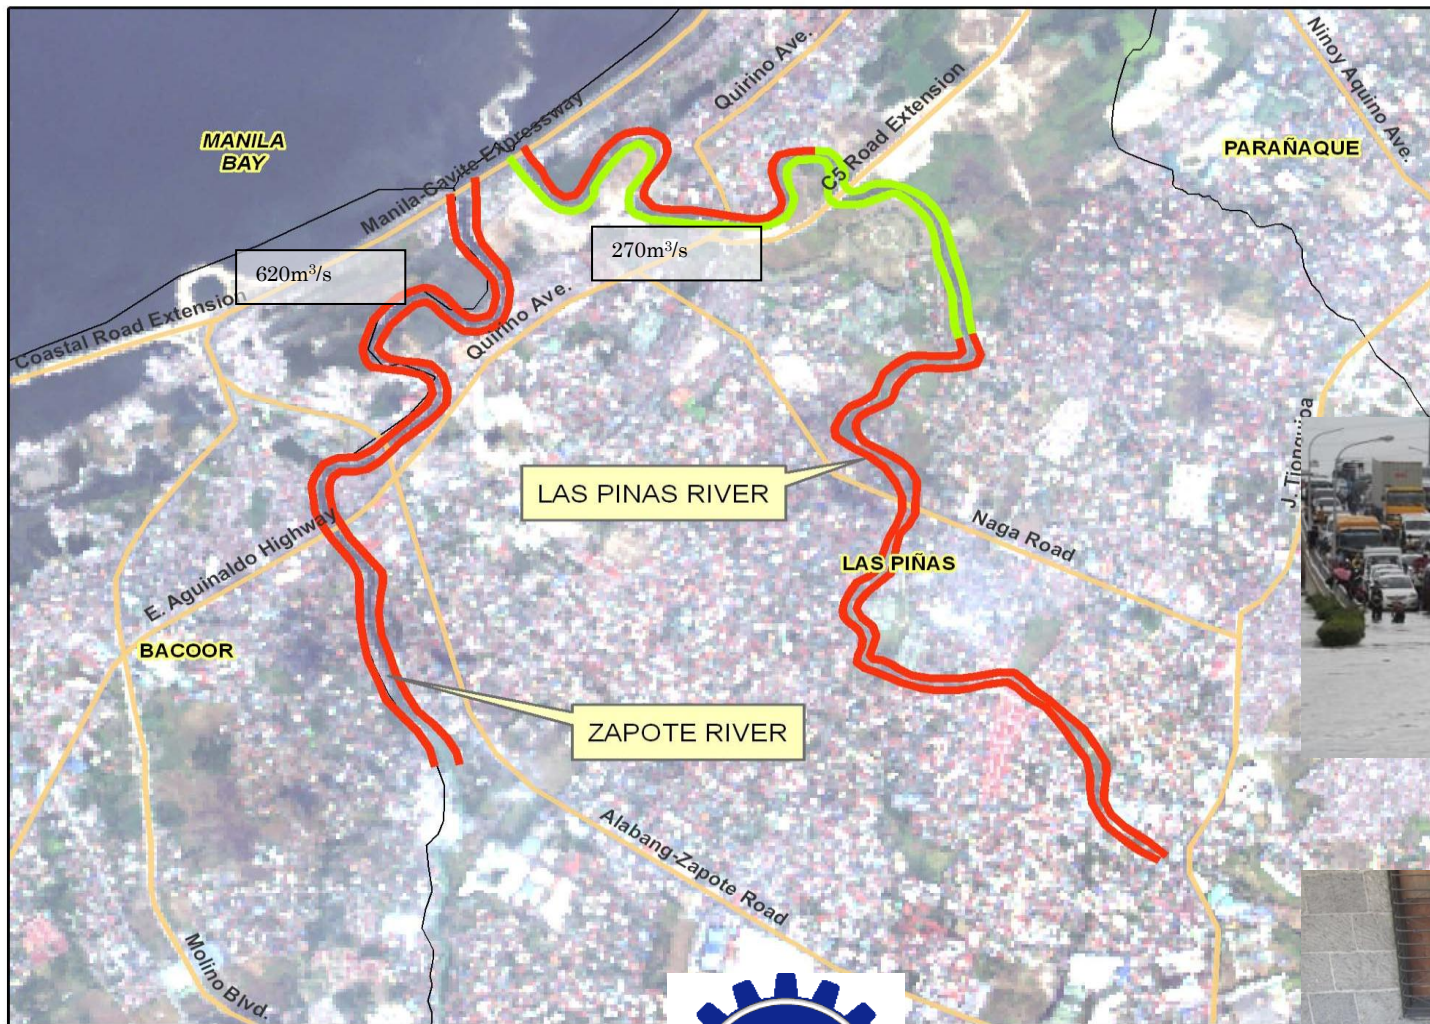 Quirino Ave.
Ninoy Aquino Ave.
MANILA
BAY
PARAÑAQUE
Manila-Cavite Expressway
C5 Road Extension
270m³/s
620m³/s
Coastal Road Extension
Quirino Ave.
J. Tionquioa
LAS PINAS RIVER
Naga Road
E. Aguinaldo Highway
LAS PIÑAS
BACOOR
ZAPOTE RIVER
Alabang-Zapote Road
Molino Blvd.